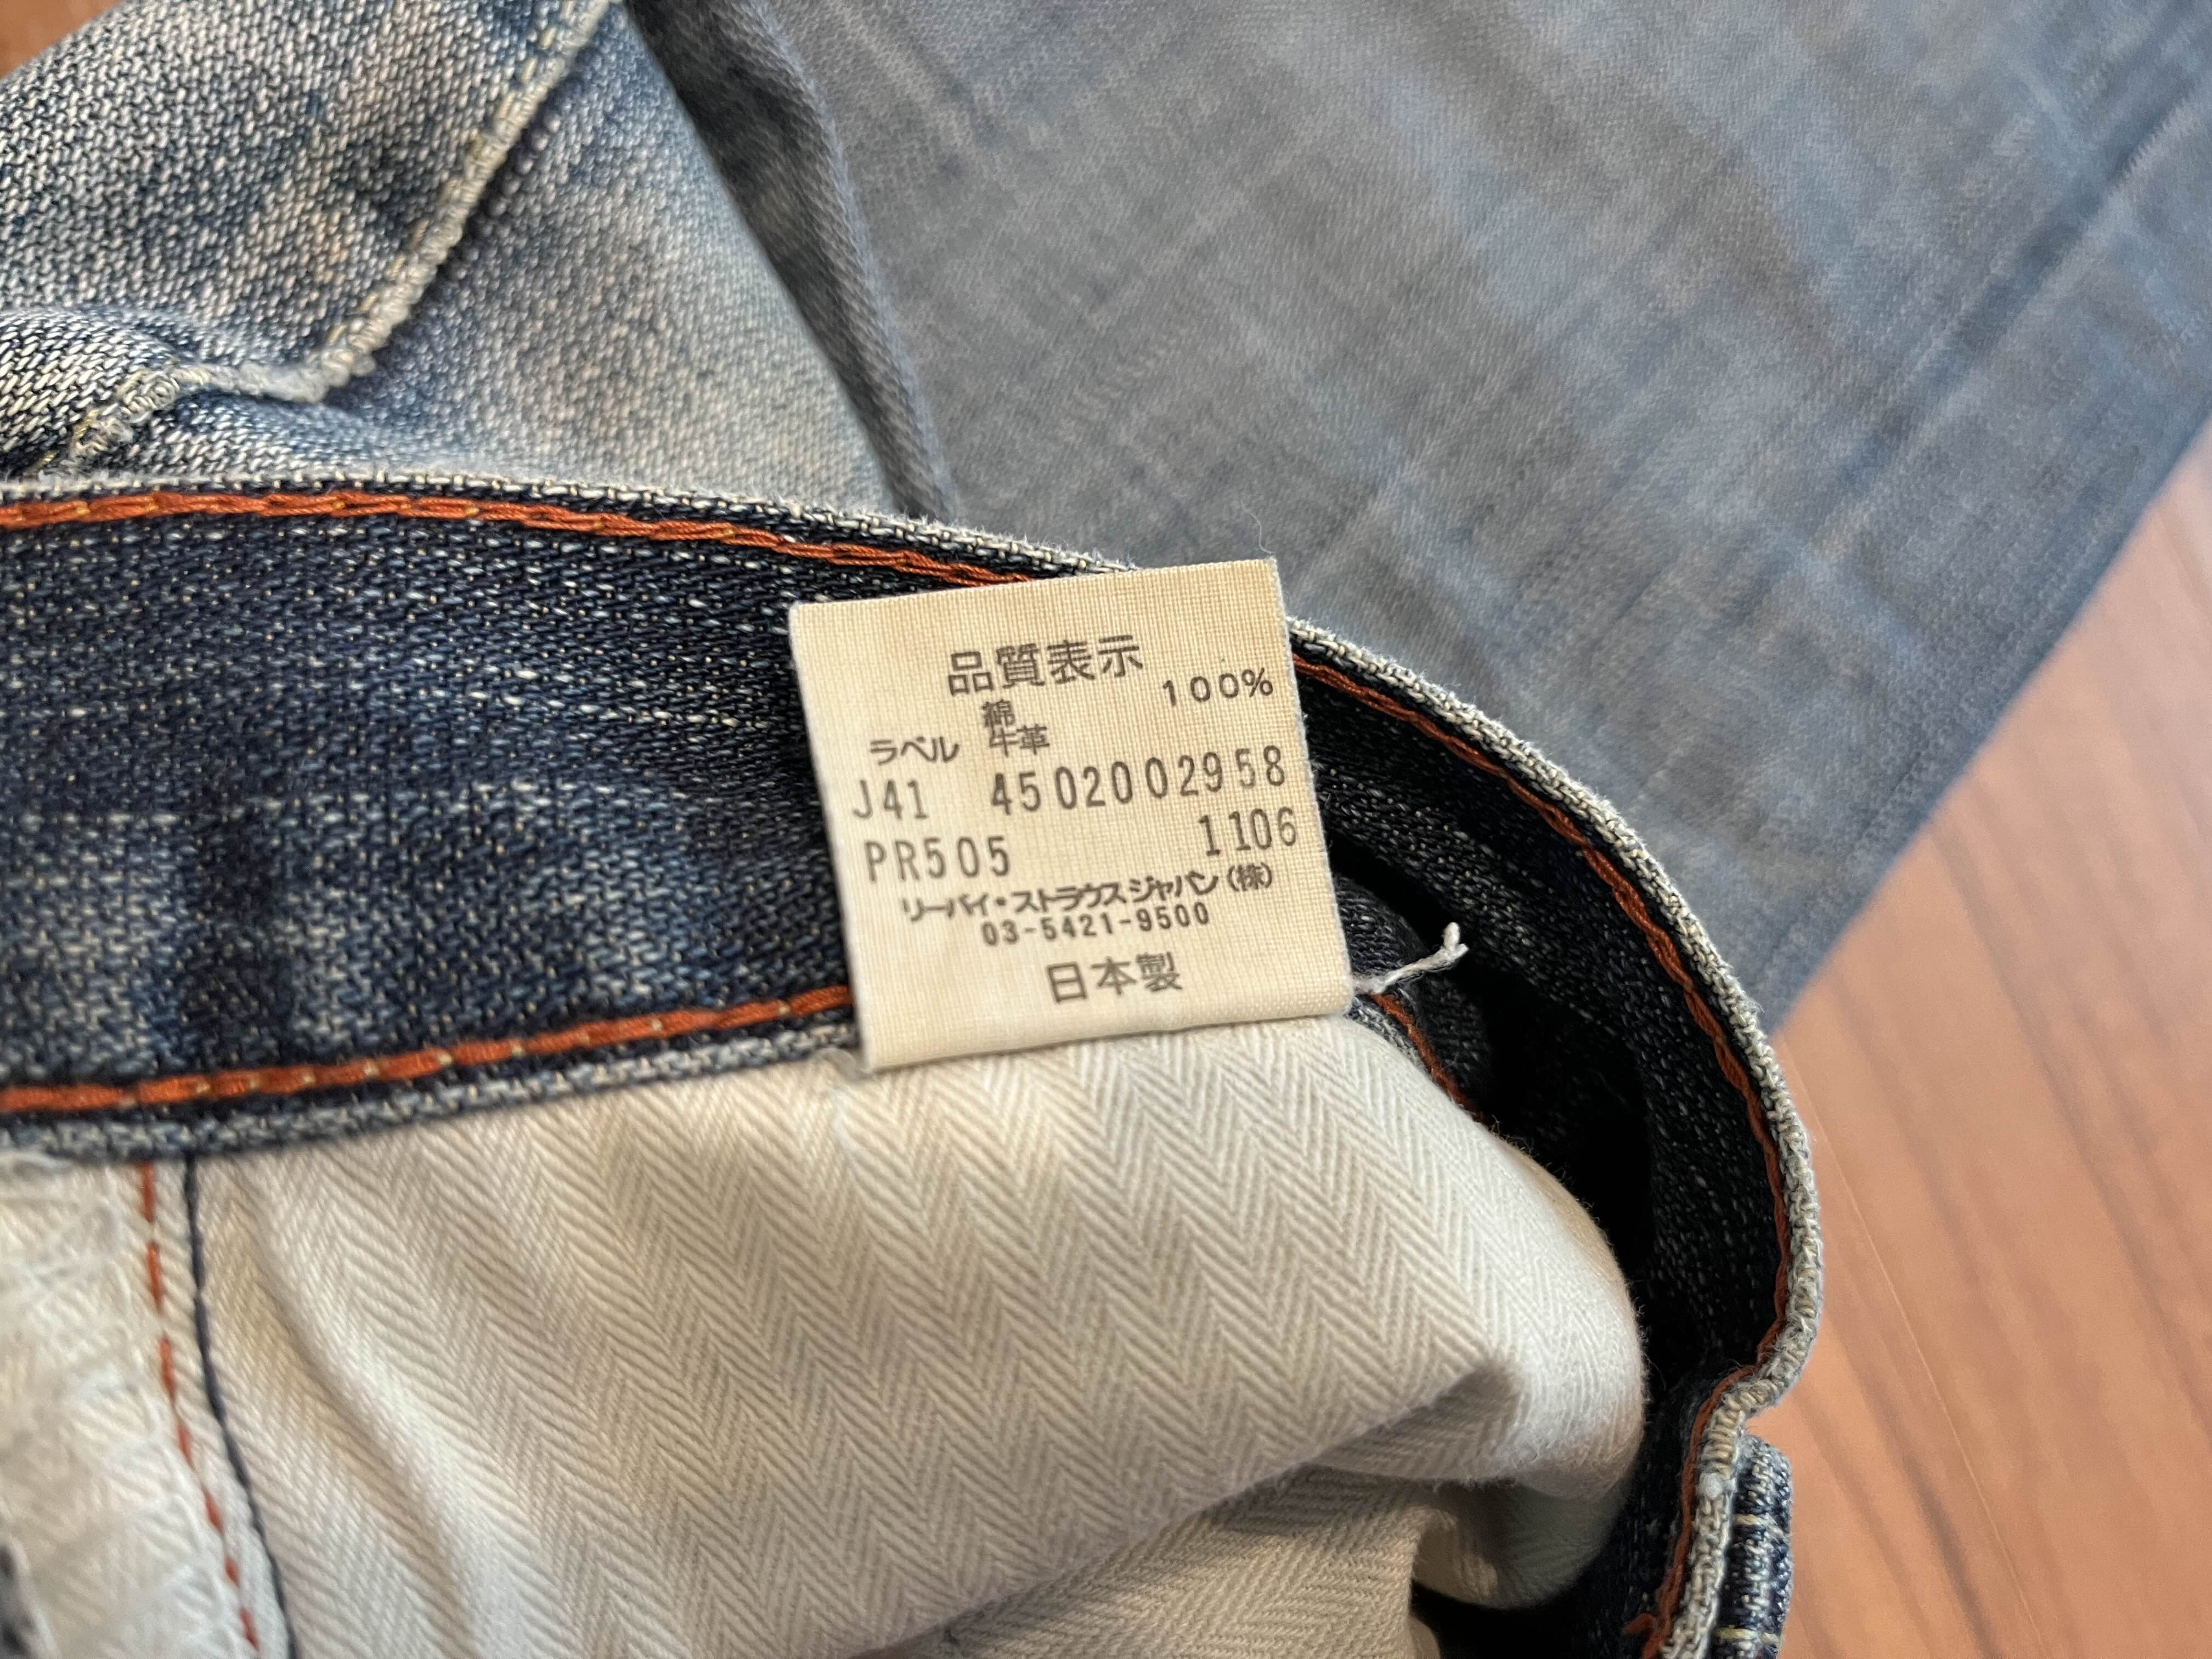 品質表示
綿 100%
ラベル 牛革
J41 4502002958
PR505 1106
リーバイ・ストラウスジャパン(株)
03-5421-9500
日本製